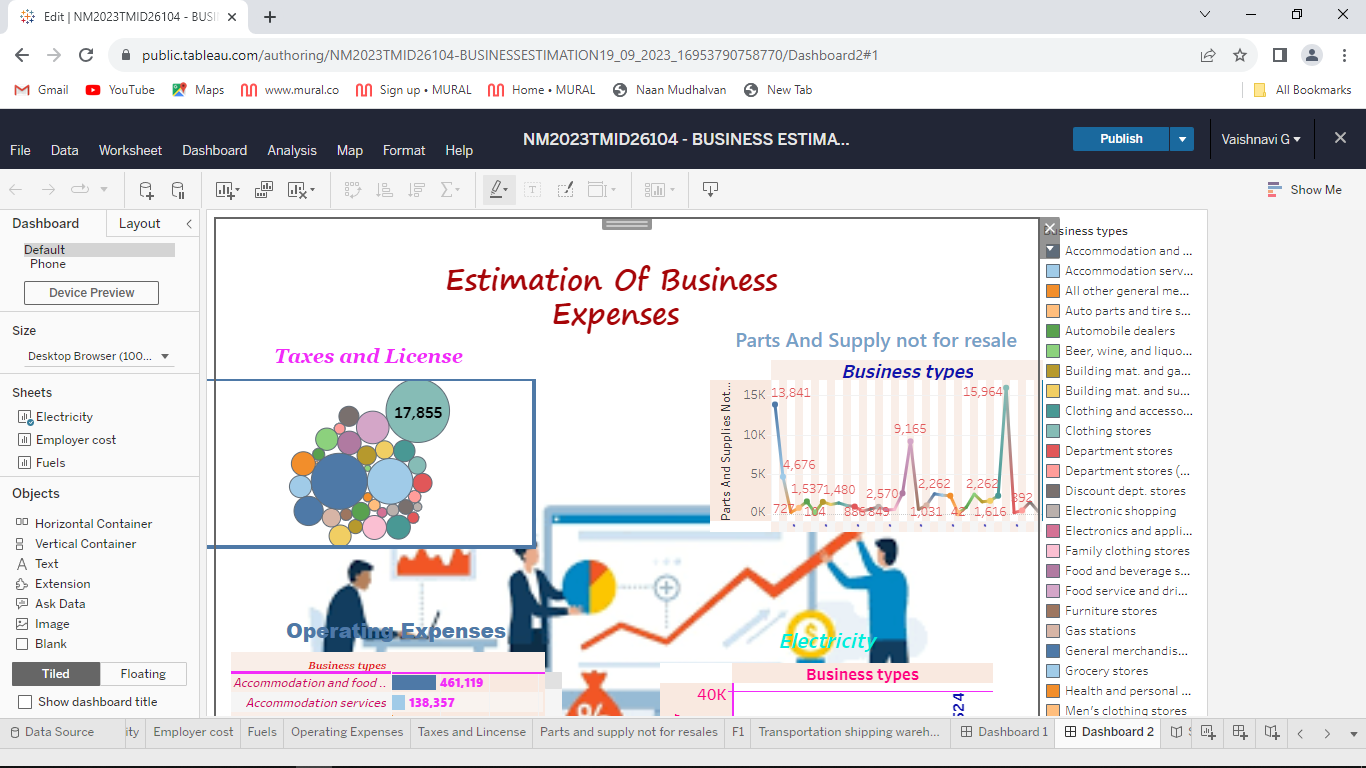 Edit | NM2023TMID26104 - BUSI
public.tableau.com/authoring/NM2023TMID26104-BUSINESSESTIMATION19_09_2023_16953790758770/Dashboard2#1
Gmail YouTube Maps www.mural.co Sign up • MURAL Home • MURAL Naan Mudhalvan New Tab All Bookmarks
NM2023TMID26104 - BUSINESS ESTIMA... Publish Vaishnavi G
File Data Worksheet Dashboard Analysis Map Format Help
Show Me
Dashboard Layout
Default
Phone
Device Preview
Size
Desktop Browser (100...
Sheets
Electricity
Employer cost
Fuels
Objects
Horizontal Container
Vertical Container
Text
Extension
Ask Data
Image
Blank
Tiled Floating
Show dashboard title
Estimation Of Business
Expenses
Taxes and License
17,855
Parts And Supply not for resale
Business types
Parts And Supplies Not...
15K
10K
5K
0K
13,841
15,964
9,165
4,676
1,537 1,480 2,570 2,262 2,262 392
727 104 886 849 1,031 42 1,616
Operating Expenses
Business types
Accommodation and food .. 461,119
Accommodation services 138,357
Electricity
Business types
40K
524
Business types
Accommodation and ...
Accommodation serv...
All other general me...
Auto parts and tire s...
Automobile dealers
Beer, wine, and liquo...
Building mat. and ga...
Building mat. and su...
Clothing and accesso...
Clothing stores
Department stores
Department stores (...
Discount dept. stores
Electronic shopping
Electronics and appli...
Family clothing stores
Food and beverage s...
Food service and dri...
Furniture stores
Gas stations
General merchandis...
Grocery stores
Health and personal ...
Men's clothing stores
Data Source ity Employer cost Fuels Operating Expenses Taxes and Lincense Parts and supply not for resales F1 Transportation shipping wareh... Dashboard 1 Dashboard 2